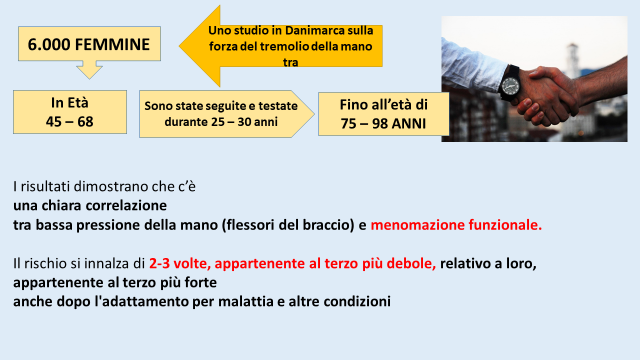 6.000 FEMMINE
Uno studio in Danimarca sulla
forza del tremolio della mano
tra
In Età
45 – 68
Sono state seguite e testate
durante 25 – 30 anni
Fino all’età di
75 – 98 ANNI
I risultati dimostrano che c’è
una chiara correlazione
tra bassa pressione della mano (flessori del braccio) e menomazione funzionale.
Il rischio si innalza di 2-3 volte, appartenente al terzo più debole, relativo a loro,
appartenente al terzo più forte
anche dopo l'adattamento per malattia e altre condizioni